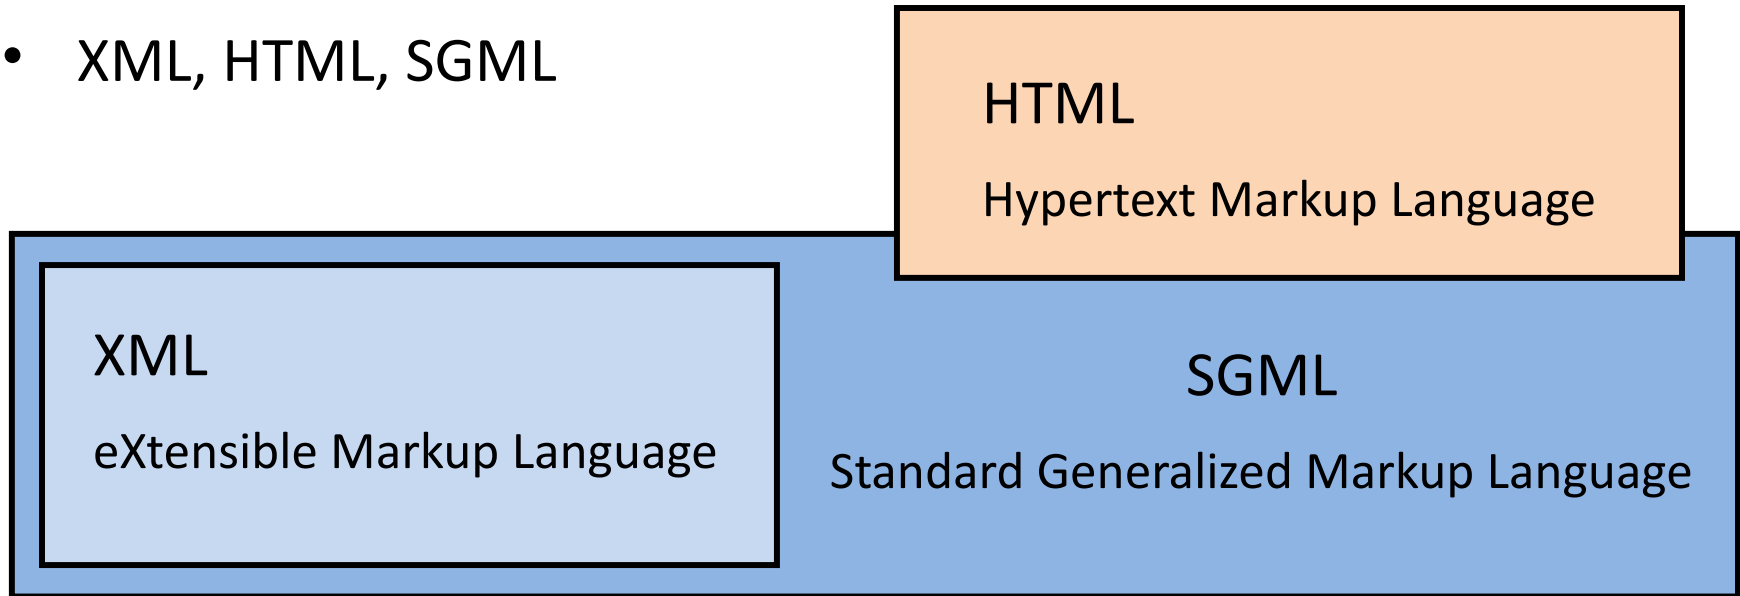 • XML, HTML, SGML
HTML
Hypertext Markup Language
XML
eXtensible Markup Language
SGML
Standard Generalized Markup Language